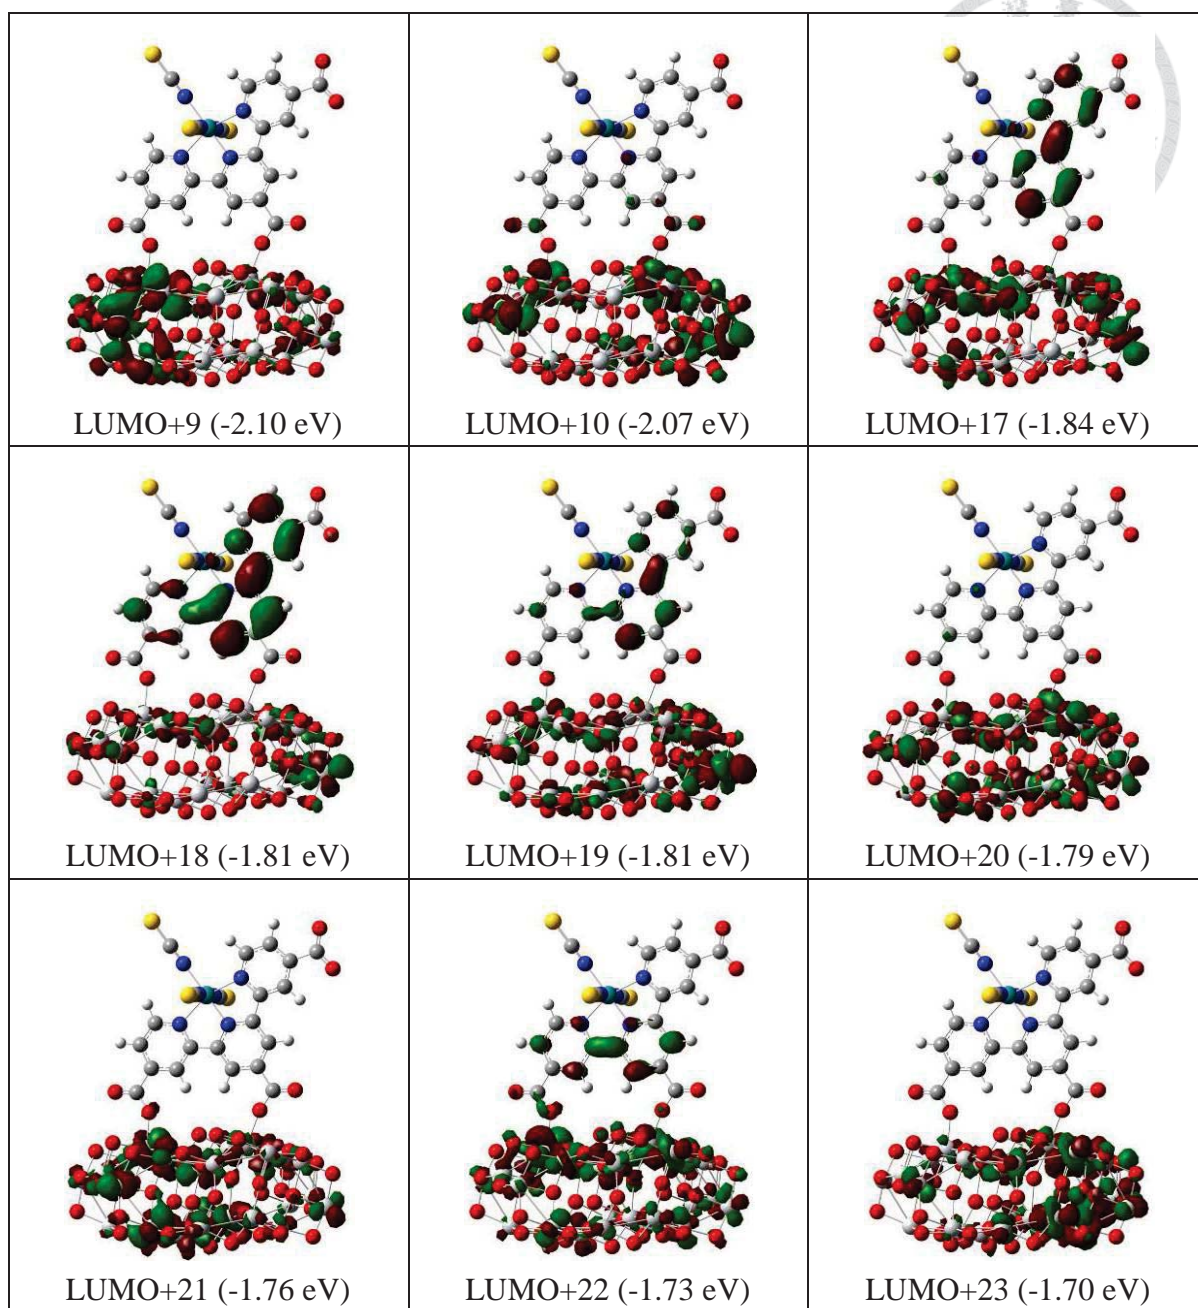 LUMO+9 (-2.10 eV)
LUMO+10 (-2.07 eV)
LUMO+17 (-1.84 eV)
LUMO+18 (-1.81 eV)
LUMO+19 (-1.81 eV)
LUMO+20 (-1.79 eV)
LUMO+21 (-1.76 eV)
LUMO+22 (-1.73 eV)
LUMO+23 (-1.70 eV)